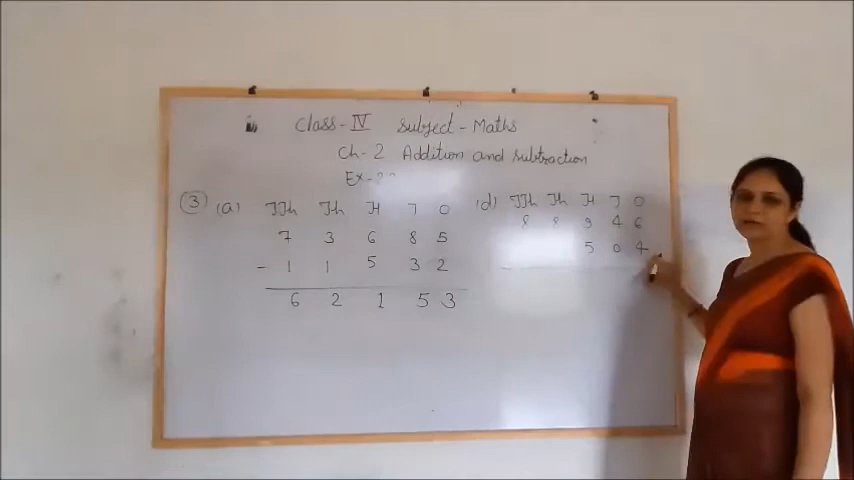 Class - IV Subject - Maths
Ch - 2 Addition and subtraction
Ex -
③ (a) TTh Th H T O
7 3 6 8 5
- 1 1 5 3 2
6 2 1 5 3
(d) TTh Th H T O
8 8 9 4 6
- 5 0 4